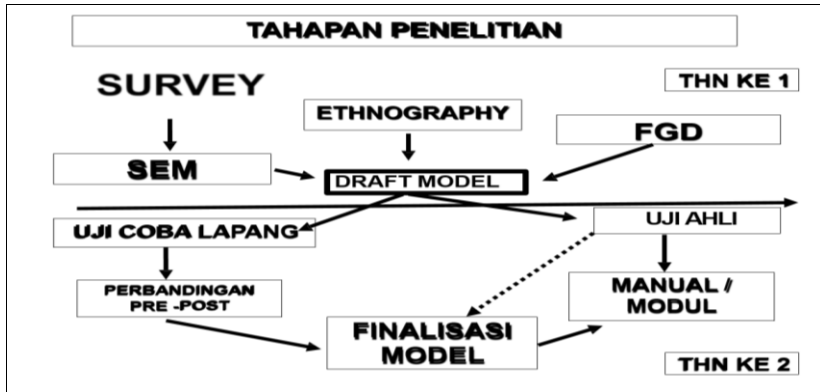 TAHAPAN PENELITIAN
SURVEY
THN KE 1
ETHNOGRAPHY
FGD
SEM
DRAFT MODEL
UJI COBA LAPANG
UJI AHLI
PERBANDINGAN
PRE -POST
MANUAL /
MODUL
FINALISASI
MODEL
THN KE 2